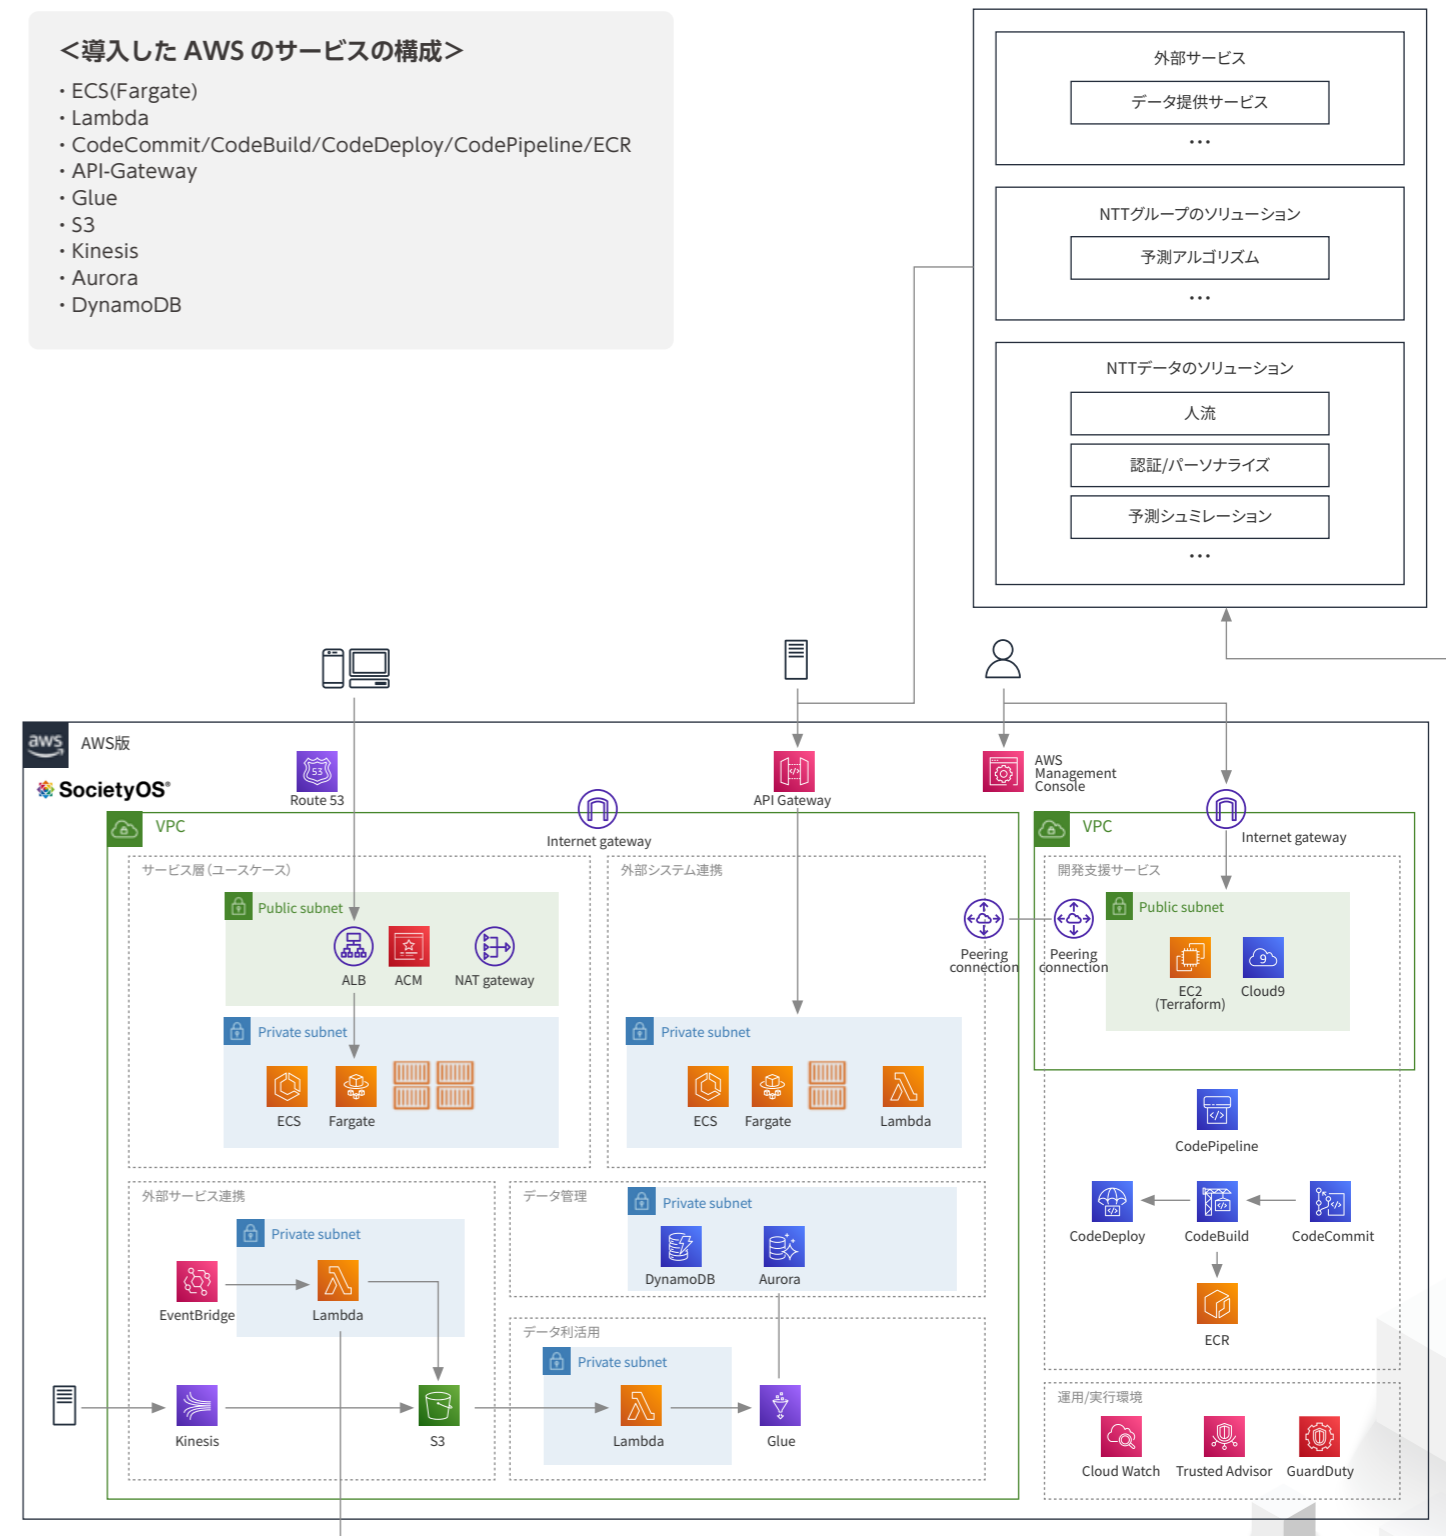 ＜導入した AWS のサービスの構成＞
・ECS(Fargate)
・Lambda
・CodeCommit/CodeBuild/CodeDeploy/CodePipeline/ECR
・API-Gateway
・Glue
・S3
・Kinesis
・Aurora
・DynamoDB
外部サービス
データ提供サービス
…
NTTグループのソリューション
予測アルゴリズム
…
NTTデータのソリューション
人流
認証/パーソナライズ
予測シュミレーション
…
aws
AWS版
SocietyOS®
53
Route 53
API Gateway
AWS
Management
Console
VPC
Internet gateway
VPC
Internet gateway
サービス層（ユースケース）
Public subnet
ALB
ACM
NAT gateway
Private subnet
ECS
Fargate
外部システム連携
Private subnet
ECS
Fargate
Lambda
Peering
connection
Peering
connection
開発支援サービス
Public subnet
EC2
(Terraform)
9
Cloud9
CodePipeline
CodeDeploy
CodeBuild
CodeCommit
ECR
外部サービス連携
Private subnet
EventBridge
Lambda
Kinesis
S3
データ管理
Private subnet
DynamoDB
Aurora
データ利活用
Private subnet
Lambda
Glue
運用/実行環境
Cloud Watch
Trusted Advisor
GuardDuty